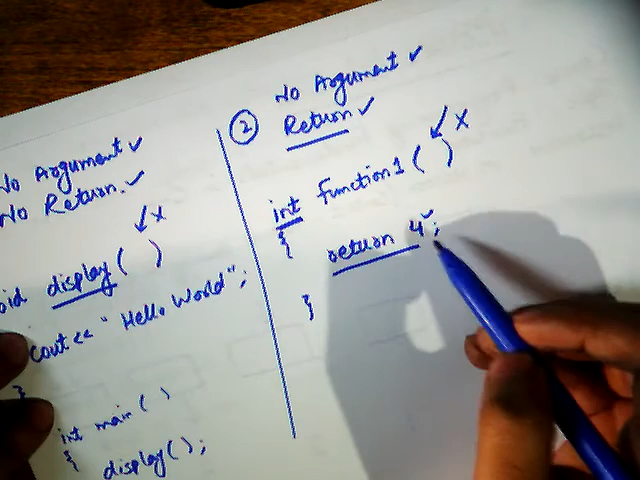 No Argument ✓
No Return. ✓
x
oid display( )
cout<< "Hello World";
}
int main( )
{
display();
2
No Argument ✓
Return ✓
x
int function1 ( )
{
return 4;
}